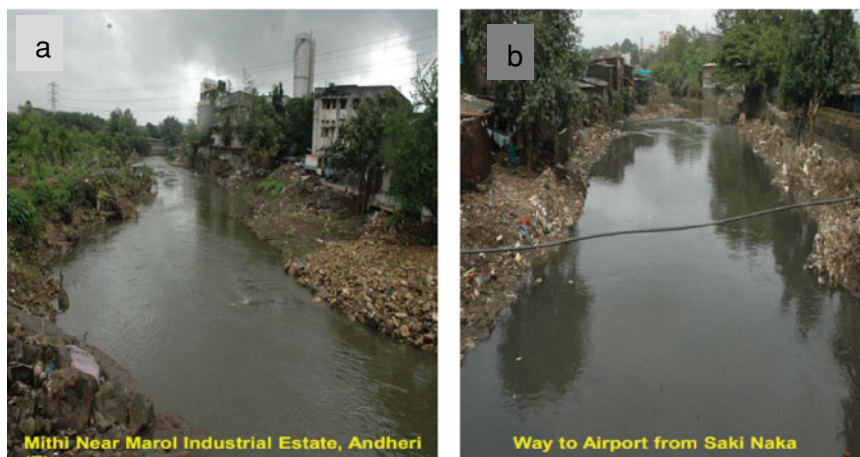 a
b
Mithi Near Marol Industrial Estate, Andheri
Way to Airport from Saki Naka